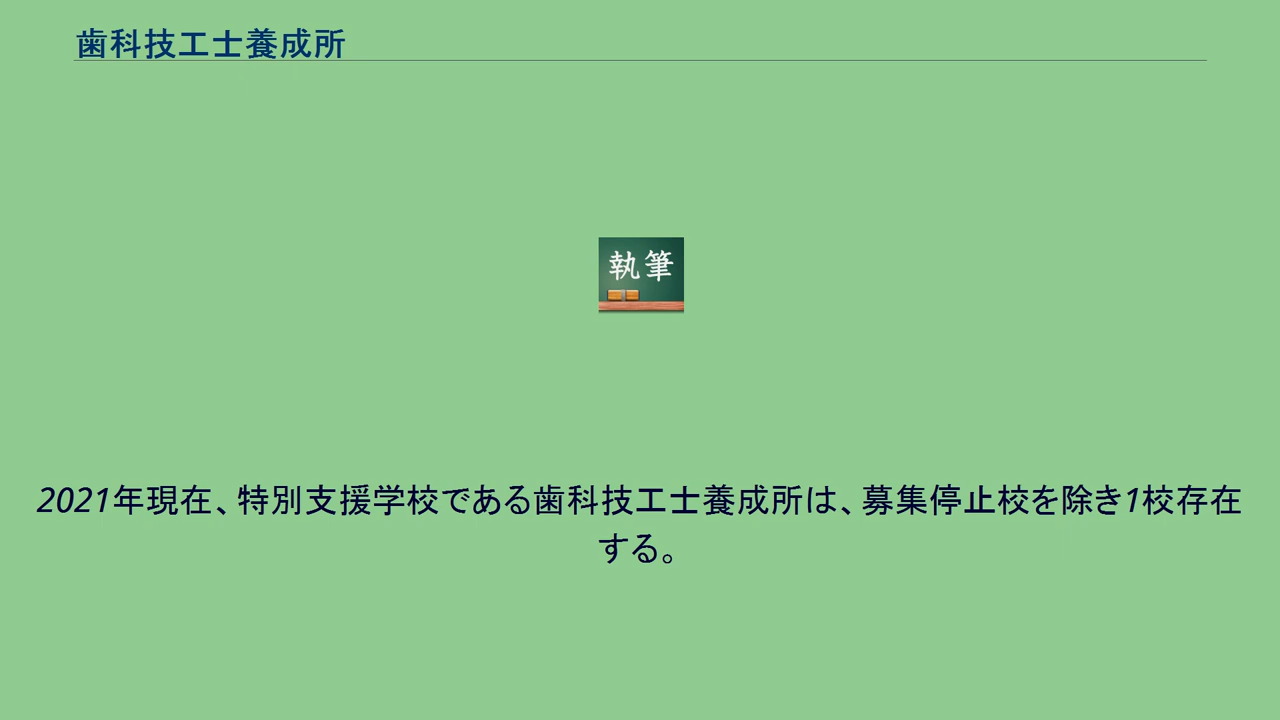 歯科技工士養成所
執筆
2021年現在、特別支援学校である歯科技工士養成所は、募集停止校を除き1校存在
する。